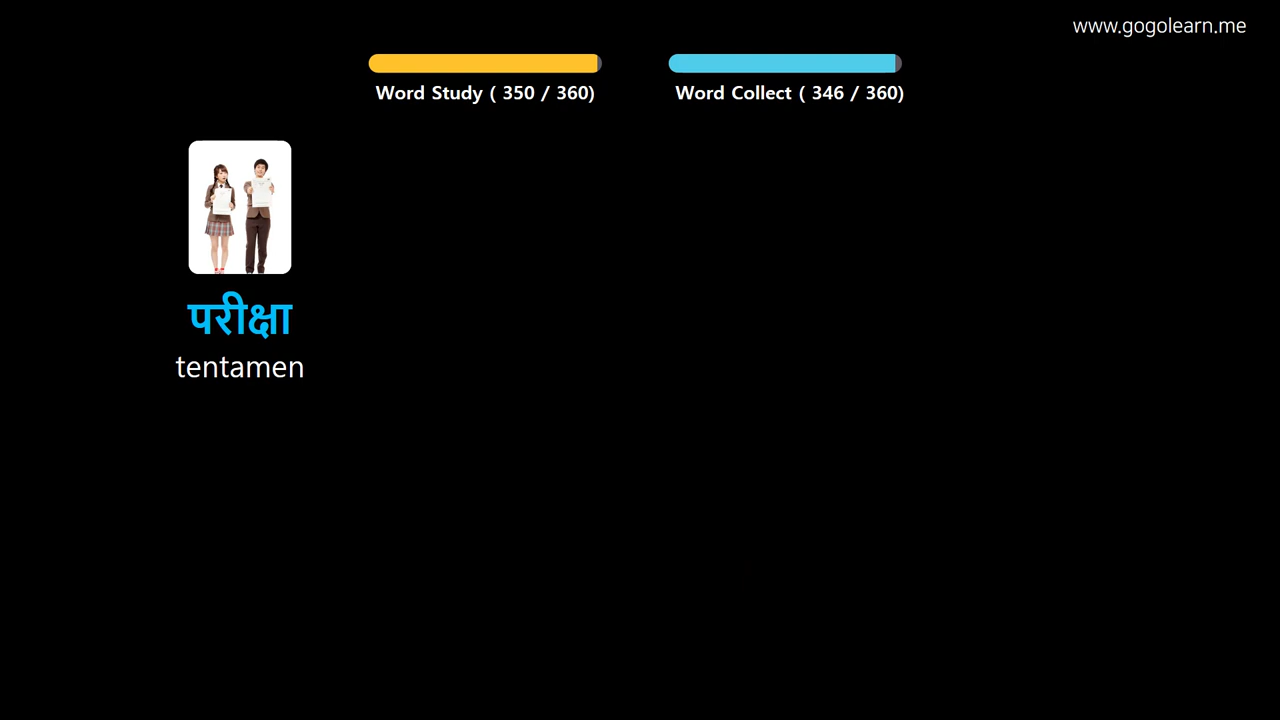 www.gogolearn.me
Word Study ( 350 / 360)
Word Collect ( 346 / 360)
परीक्षा
tentamen